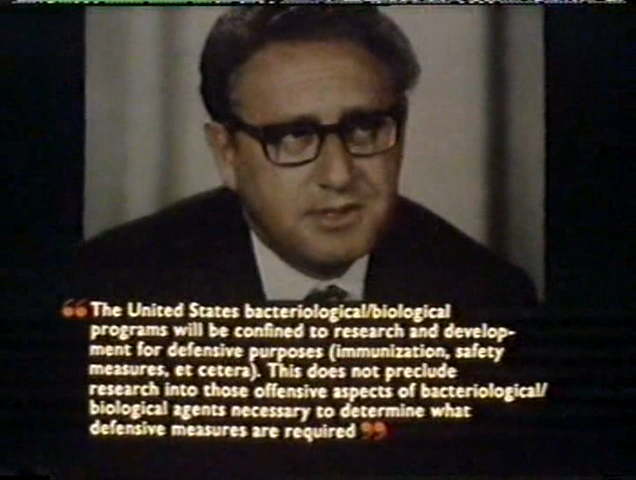 “The United States bacteriological/biological
programs will be confined to research and develop-
ment for defensive purposes (immunization, safety
measures, et cetera). This does not preclude
research into those offensive aspects of bacteriological/
biological agents necessary to determine what
defensive measures are required”